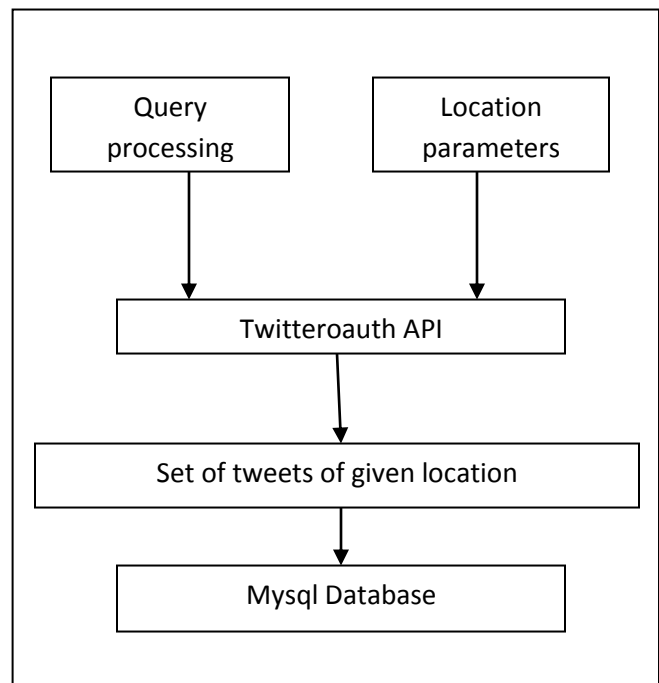 Query
processing
Location
parameters
Twitteroauth API
Set of tweets of given location
Mysql Database